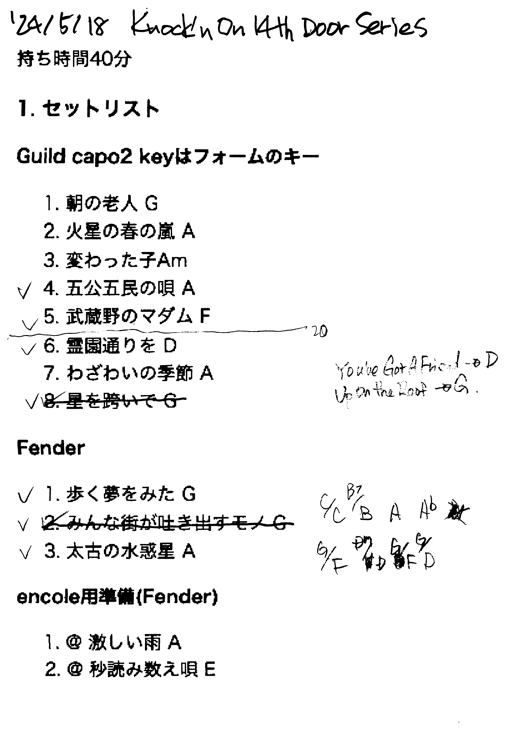 '24/5/18 Knock'n On 14th Door Series
持ち時間40分
1. セットリスト
Guild capo2 keyはフォームのキー
1. 朝の老人 G
2. 火星の春の嵐 A
3. 変わった子Am
✓ 4. 五公五民の唄 A
✓ 5. 武蔵野のマダム F
20
✓ 6. 霊園通りを D
7. わざわいの季節 A
You've Got A Friend → D
Up on the Roof → G.
✓ 8. 星を跨いで G
Fender
✓ 1. 歩く夢をみた G
C/C B7/B A Ab
✓ 2. みんな街が吐き出すモノ G
✓ 3. 太古の水惑星 A
G/F
encole用準備(Fender)
1. @ 激しい雨 A
2. @ 秒読み数え唄 E